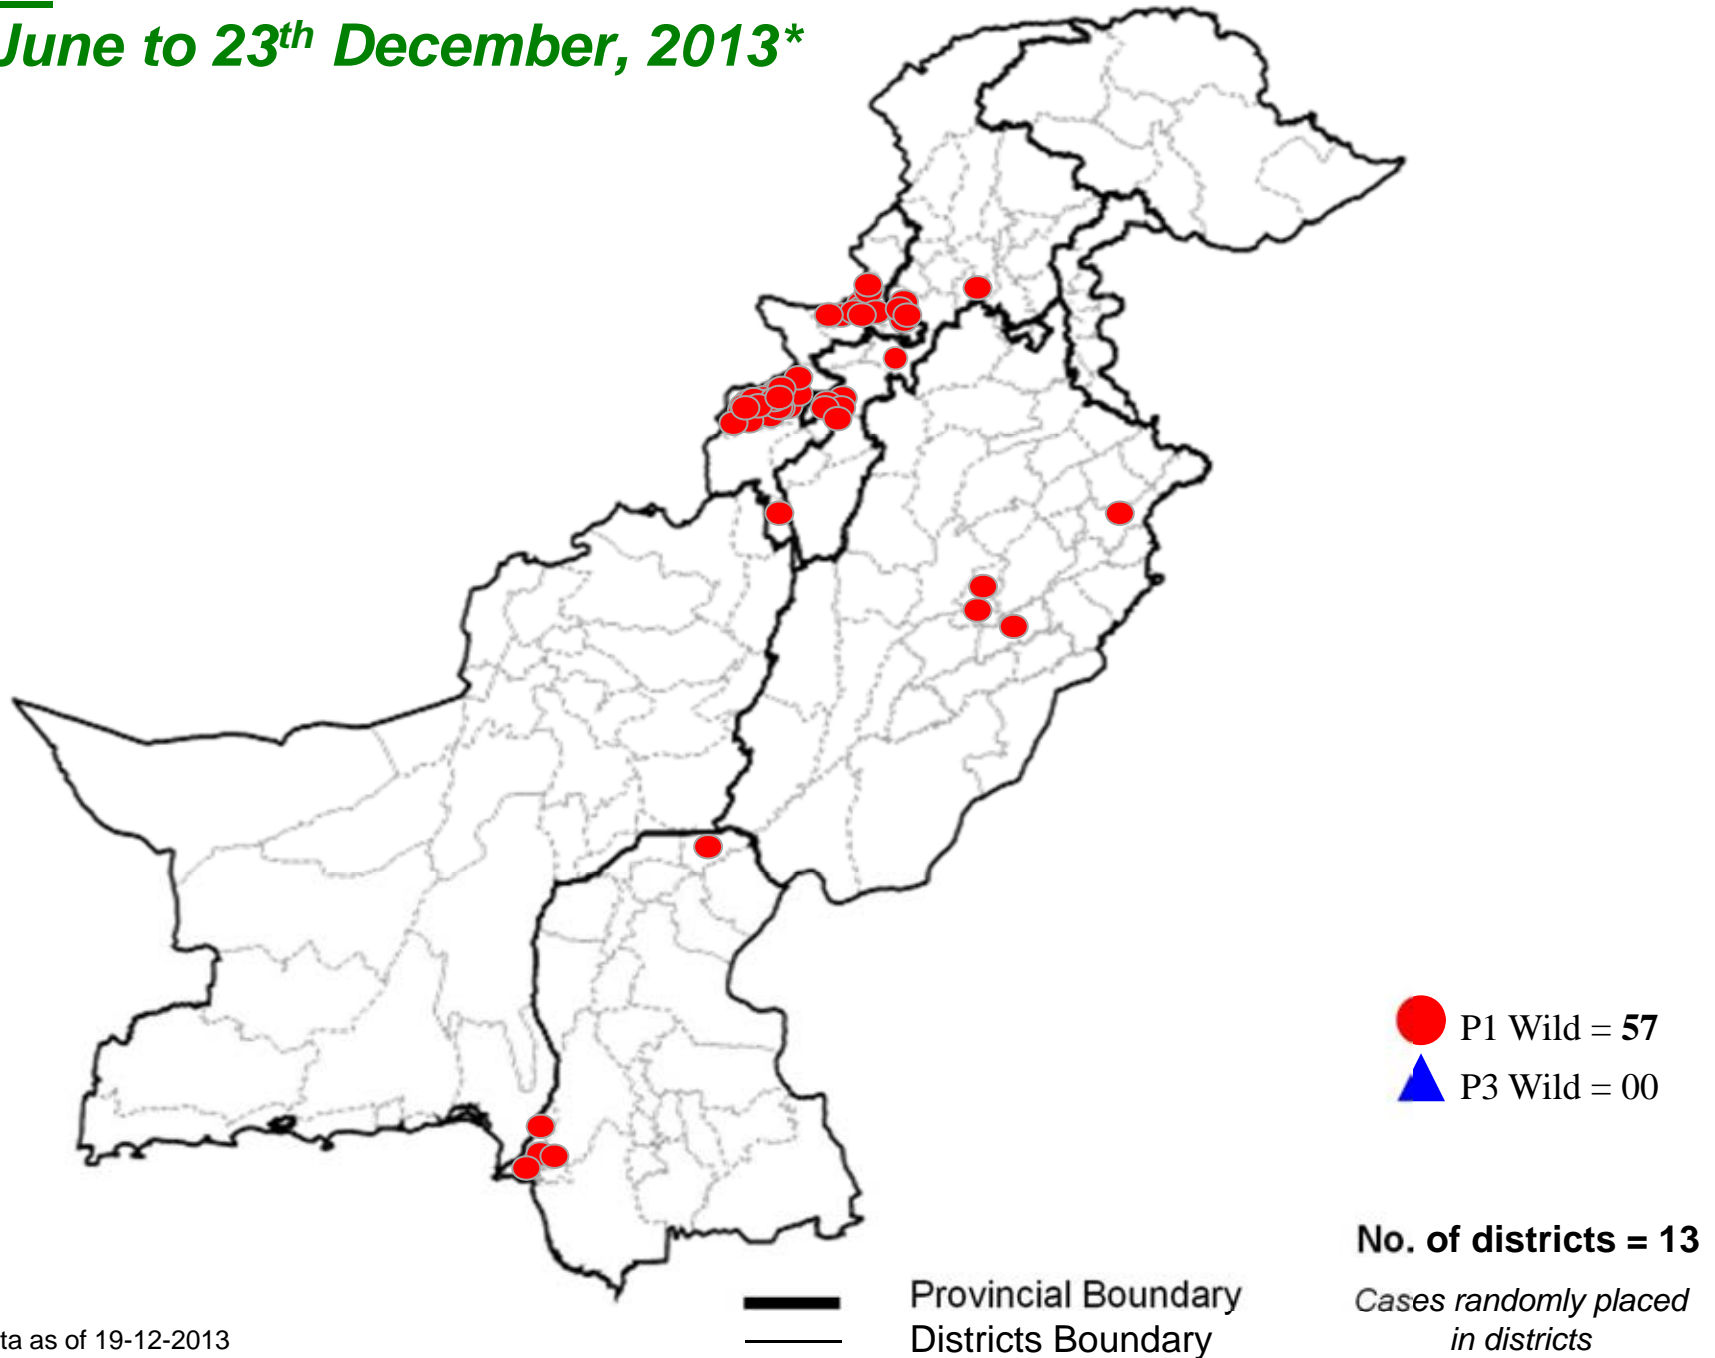 June to 23th December, 2013*
P1 Wild = 57
P3 Wild = 00
No. of districts = 13
Cases randomly placed
in districts
Provincial Boundary
Districts Boundary
ta as of 19-12-2013